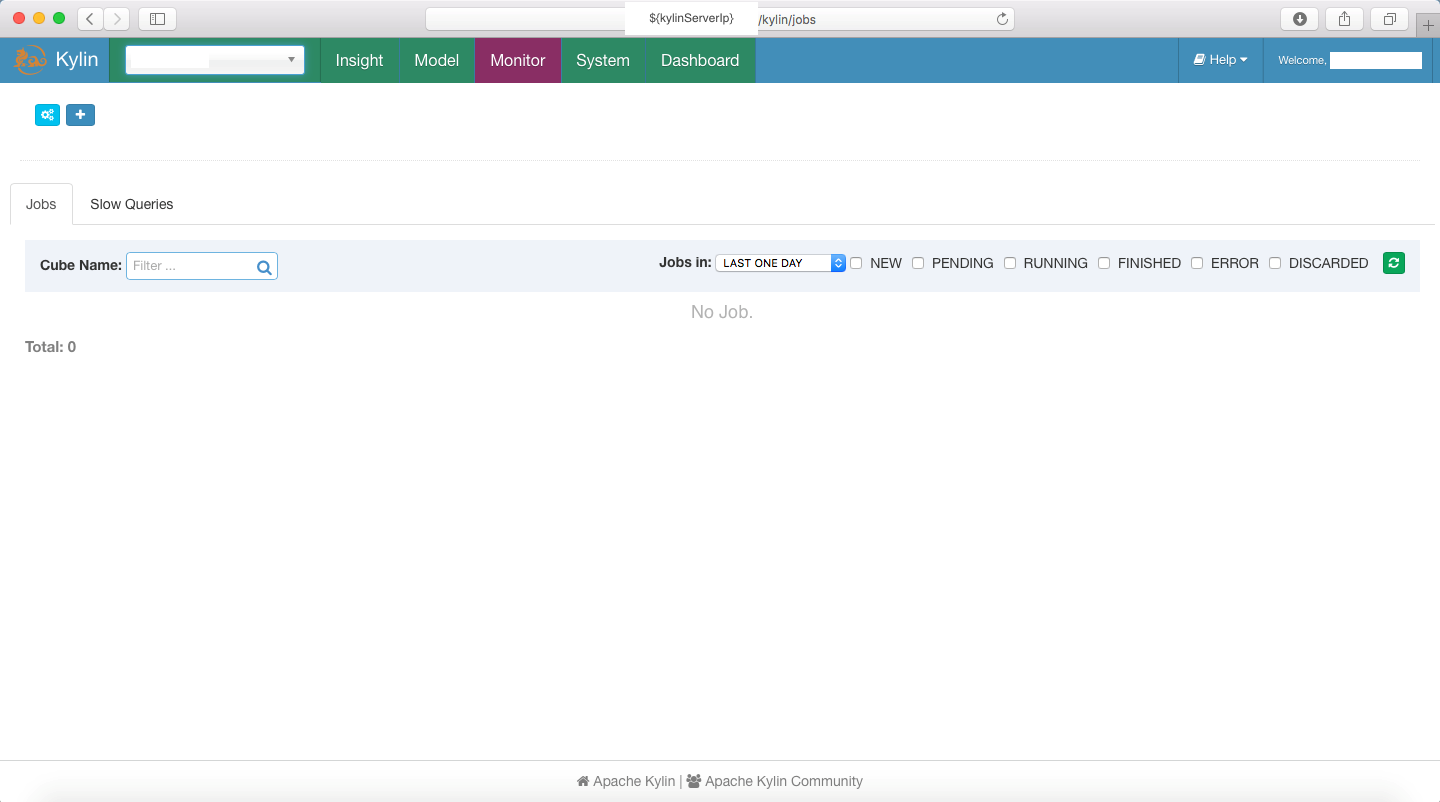 ${kylinServerIp} /kylin/jobs
Kylin Insight Model Monitor System Dashboard Help Welcome,
Jobs Slow Queries
Cube Name: Filter ... Jobs in: LAST ONE DAY NEW PENDING RUNNING FINISHED ERROR DISCARDED
No Job.
Total: 0
Apache Kylin | Apache Kylin Community